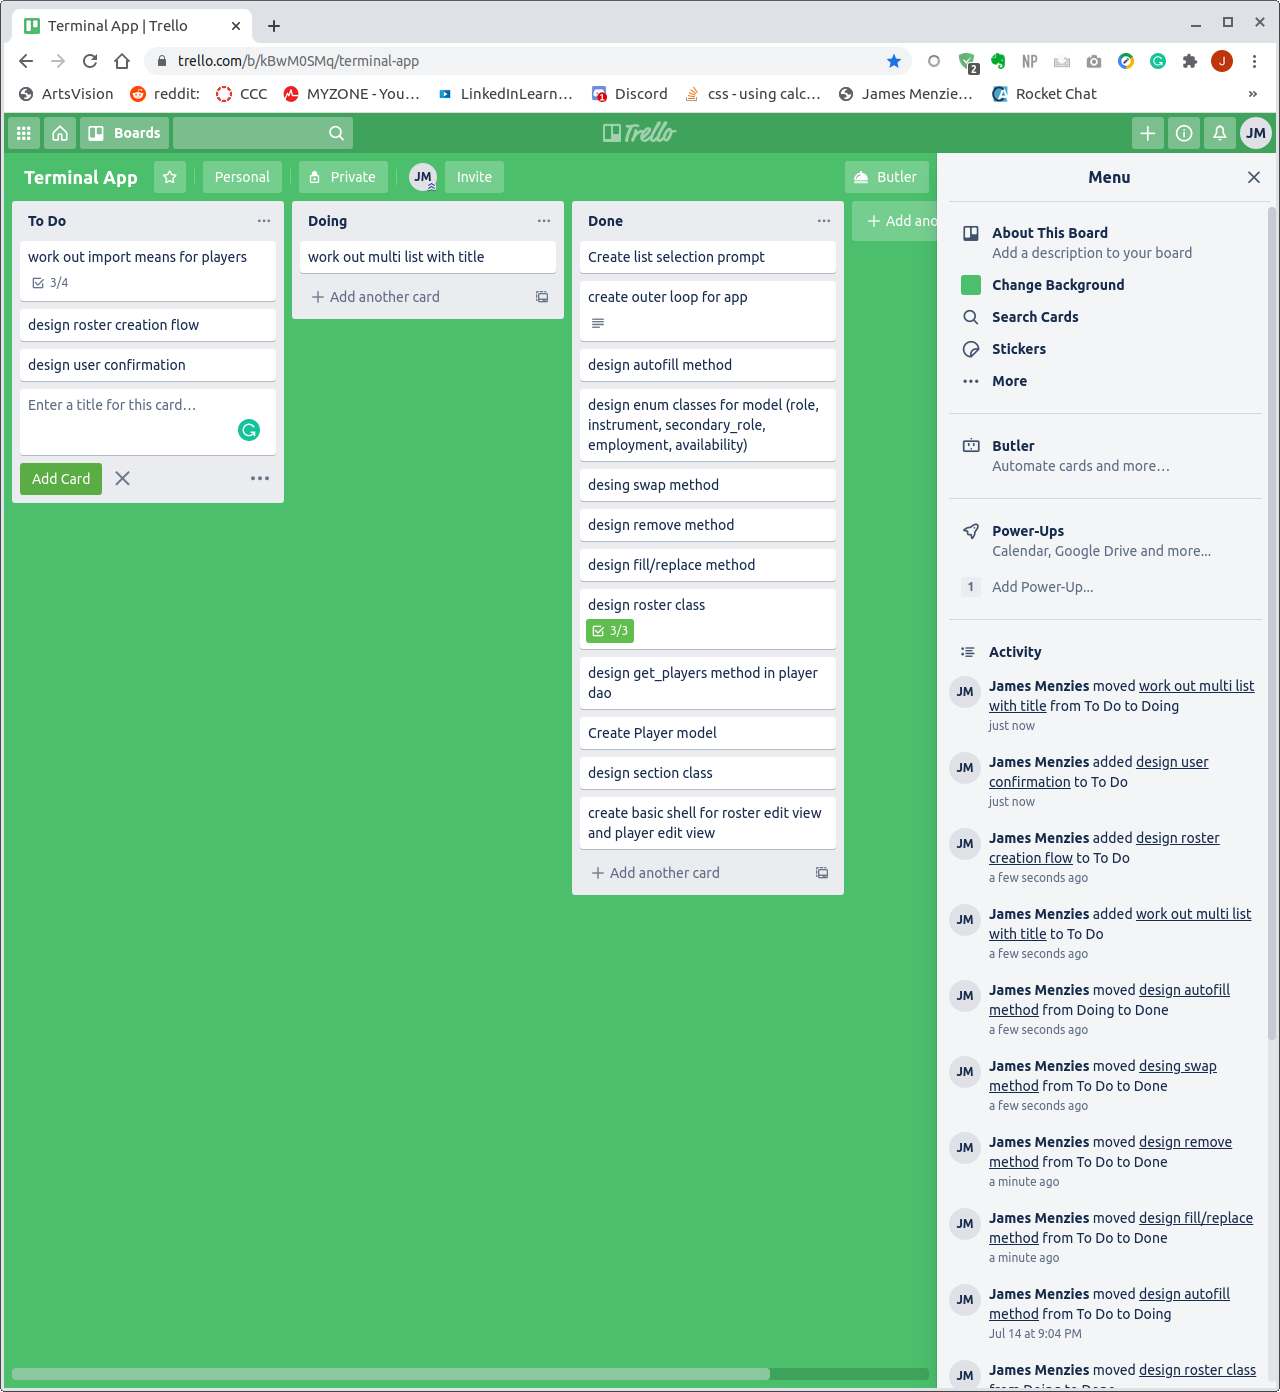 Terminal App | Trello
trello.com/b/kBwM0SMq/terminal-app
2
NP
J
ArtsVision
reddit:
CCC
MYZONE - You...
LinkedInLearn...
1
Discord
css - using calc...
James Menzie...
Rocket Chat
»
Boards
Trello
JM
Terminal App
Personal
Private
JM
Invite
Butler
To Do
work out import means for players
3/4
design roster creation flow
design user confirmation
Enter a title for this card...
Add Card
Doing
work out multi list with title
Add another card
Done
Create list selection prompt
create outer loop for app
design autofill method
design enum classes for model (role,
instrument, secondary_role,
employment, availability)
desing swap method
design remove method
design fill/replace method
design roster class
3/3
design get_players method in player
dao
Create Player model
design section class
create basic shell for roster edit view
and player edit view
Add another card
Add ano
Menu
About This Board
Add a description to your board
Change Background
Search Cards
Stickers
More
Butler
Automate cards and more...
Power-Ups
Calendar, Google Drive and more...
1 Add Power-Up...
Activity
JM James Menzies moved work out multi list
with title from To Do to Doing
just now
JM James Menzies added design user
confirmation to To Do
just now
JM James Menzies added design roster
creation flow to To Do
a few seconds ago
JM James Menzies added work out multi list
with title to To Do
a few seconds ago
JM James Menzies moved design autofill
method from Doing to Done
a few seconds ago
JM James Menzies moved desing swap
method from To Do to Done
a few seconds ago
JM James Menzies moved design remove
method from To Do to Done
a minute ago
JM James Menzies moved design fill/replace
method from To Do to Done
a minute ago
JM James Menzies moved design autofill
method from To Do to Doing
Jul 14 at 9:04 PM
JM James Menzies moved design roster class
from Doing to Done